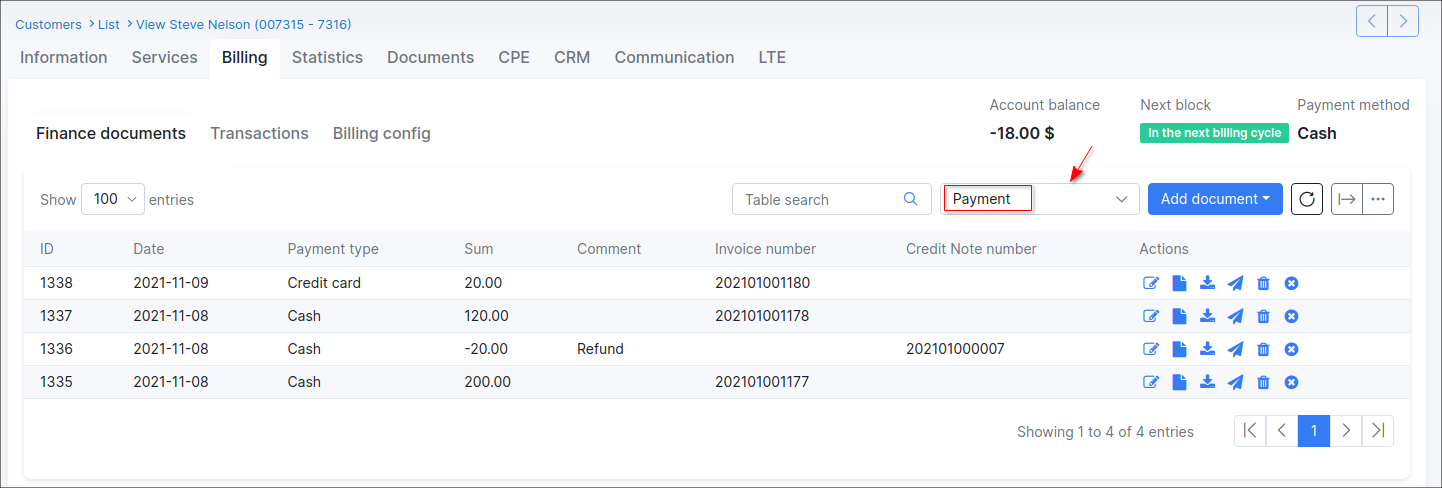 Customers > List > View Steve Nelson (007315 - 7316)
Information Services Billing Statistics Documents CPE CRM Communication LTE
Account balance Next block Payment method
Finance documents Transactions Billing config -18.00 $ In the next billing cycle Cash
Show 100 entries Table search Payment Add document
ID Date Payment type Sum Comment Invoice number Credit Note number Actions
1338 2021-11-09 Credit card 20.00 202101001180
1337 2021-11-08 Cash 120.00 202101001178
1336 2021-11-08 Cash -20.00 Refund 202101000007
1335 2021-11-08 Cash 200.00 202101001177
Showing 1 to 4 of 4 entries 1